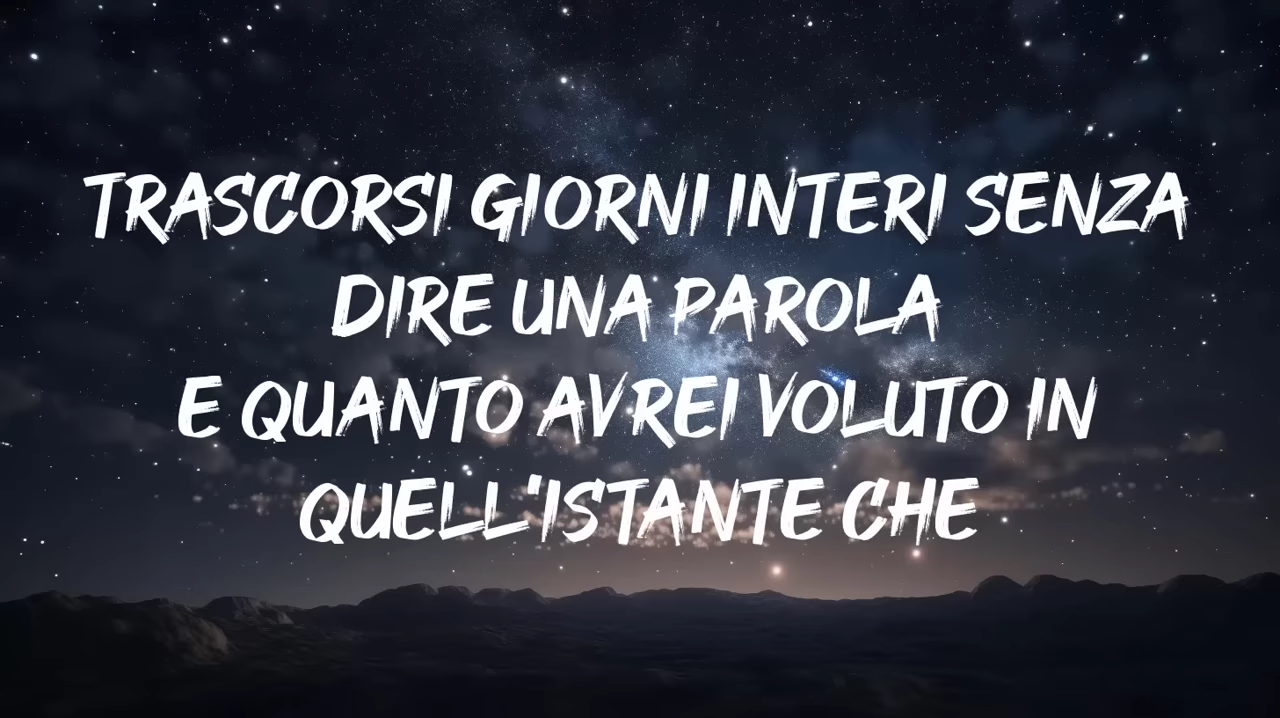 TRASCORSI GIORNI INTERI SENZA
DIRE UNA PAROLA
E QUANTO AVREI VOLUTO IN
QUELL'ISTANTE CHE